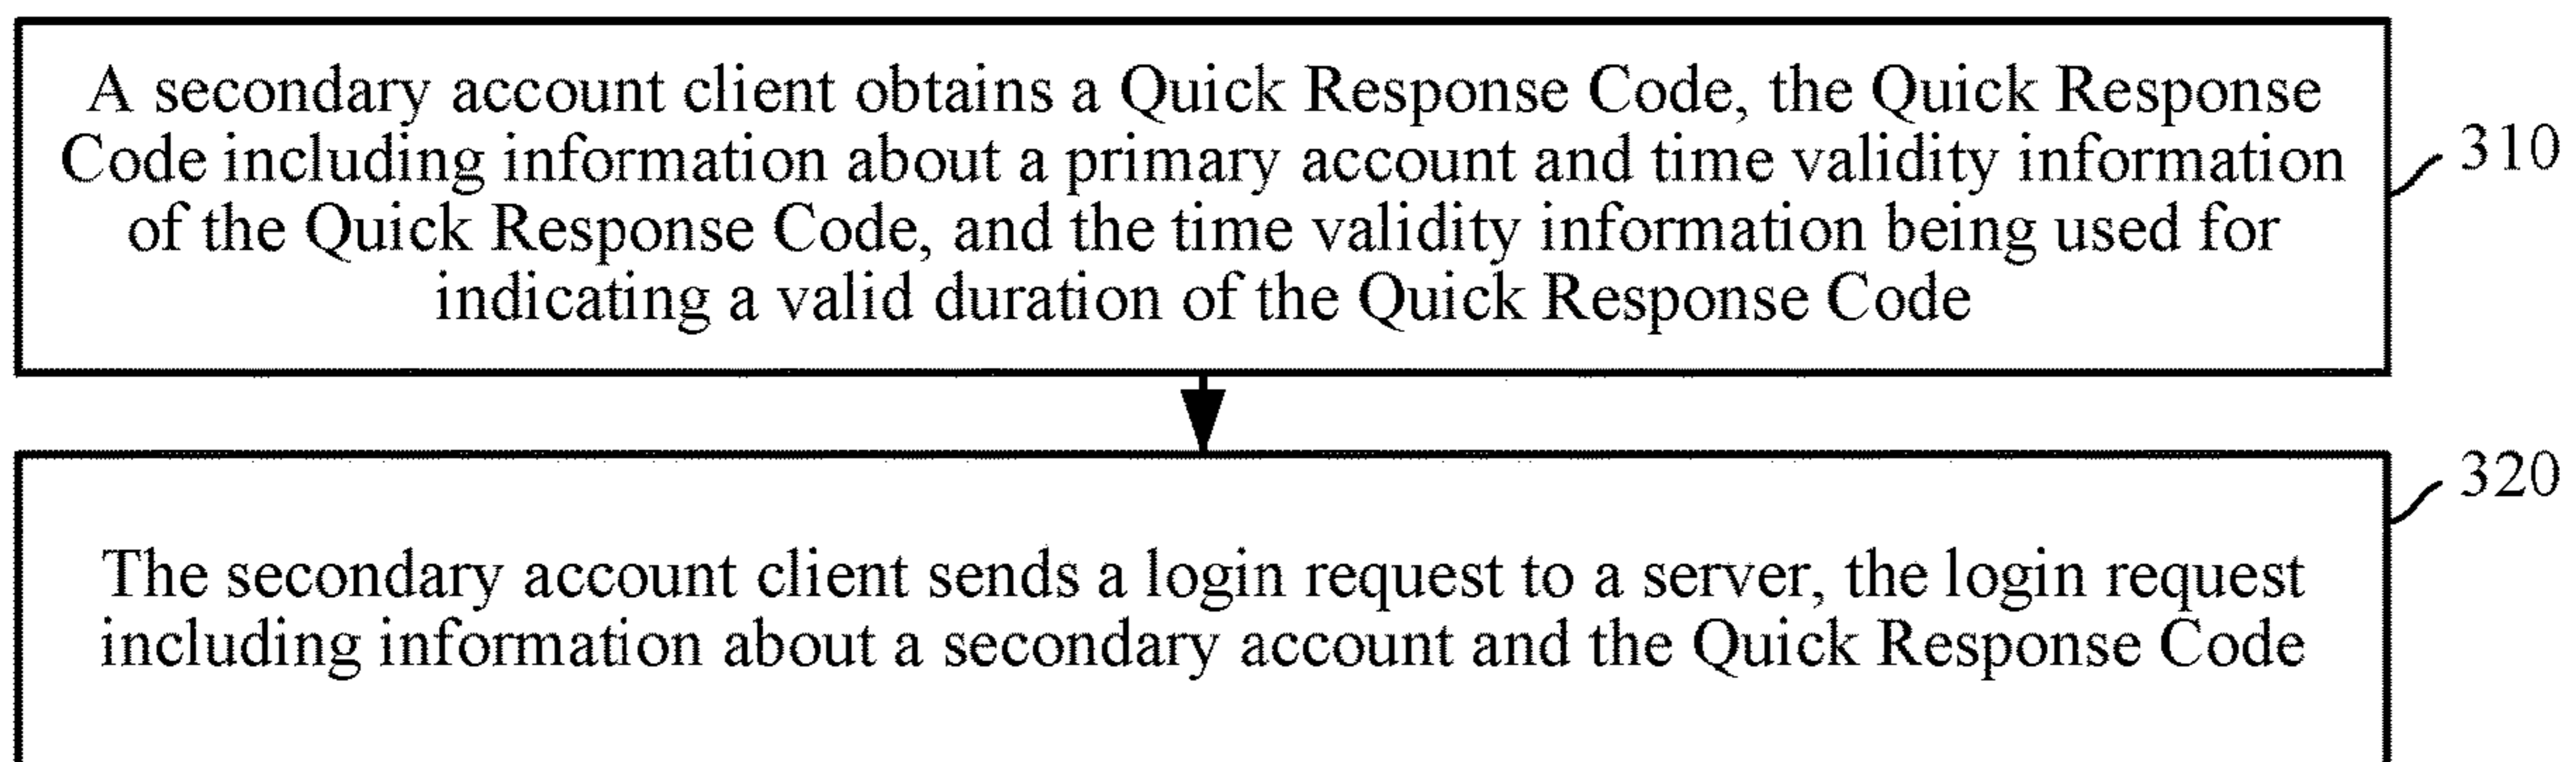 A secondary account client obtains a Quick Response Code, the Quick Response
Code including information about a primary account and time validity information
of the Quick Response Code, and the time validity information being used for
indicating a valid duration of the Quick Response Code
310
320
The secondary account client sends a login request to a server, the login request
including information about a secondary account and the Quick Response Code